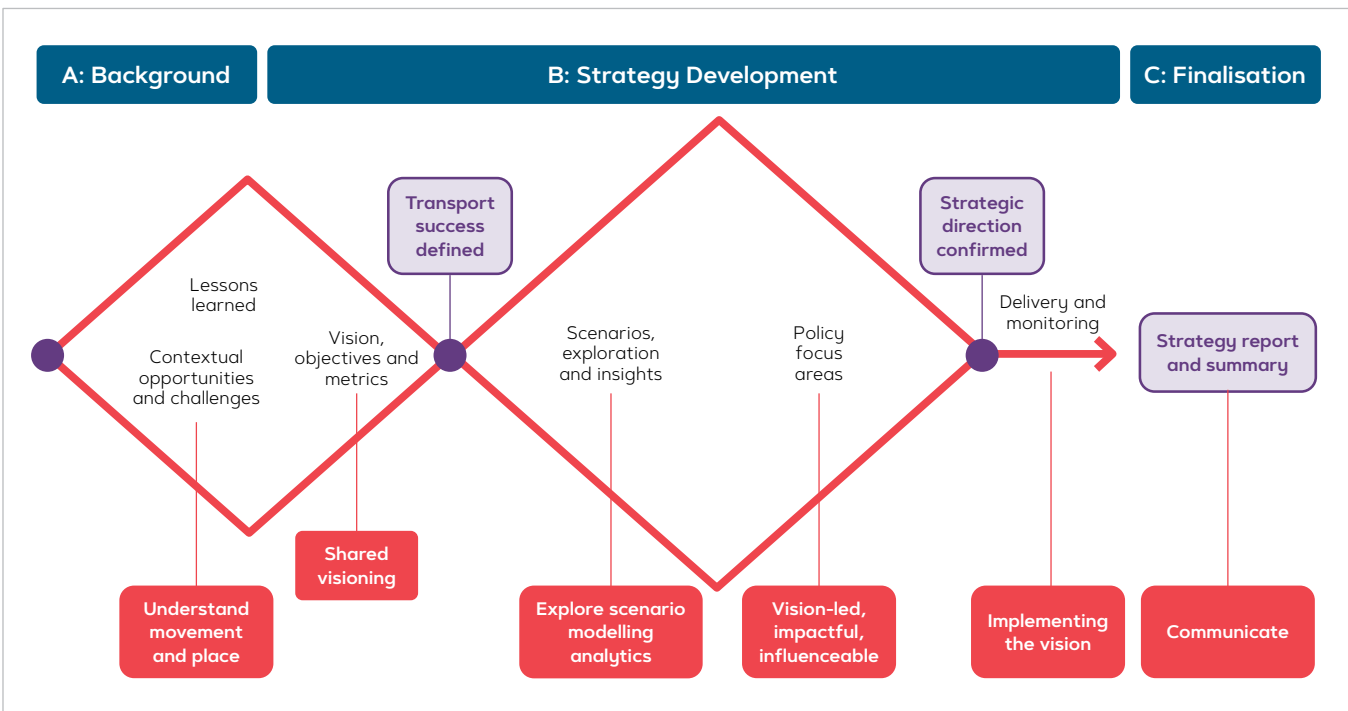 A: Background
B: Strategy Development
C: Finalisation
Transport
success
defined
Strategic
direction
confirmed
Lessons
learned
Contextual
opportunities
and challenges
Vision,
objectives and
metrics
Scenarios,
exploration
and insights
Policy
focus
areas
Delivery and
monitoring
Strategy report
and summary
Shared
visioning
Understand
movement
and place
Explore scenario
modelling
analytics
Vision-led,
impactful,
influenceable
Implementing
the vision
Communicate